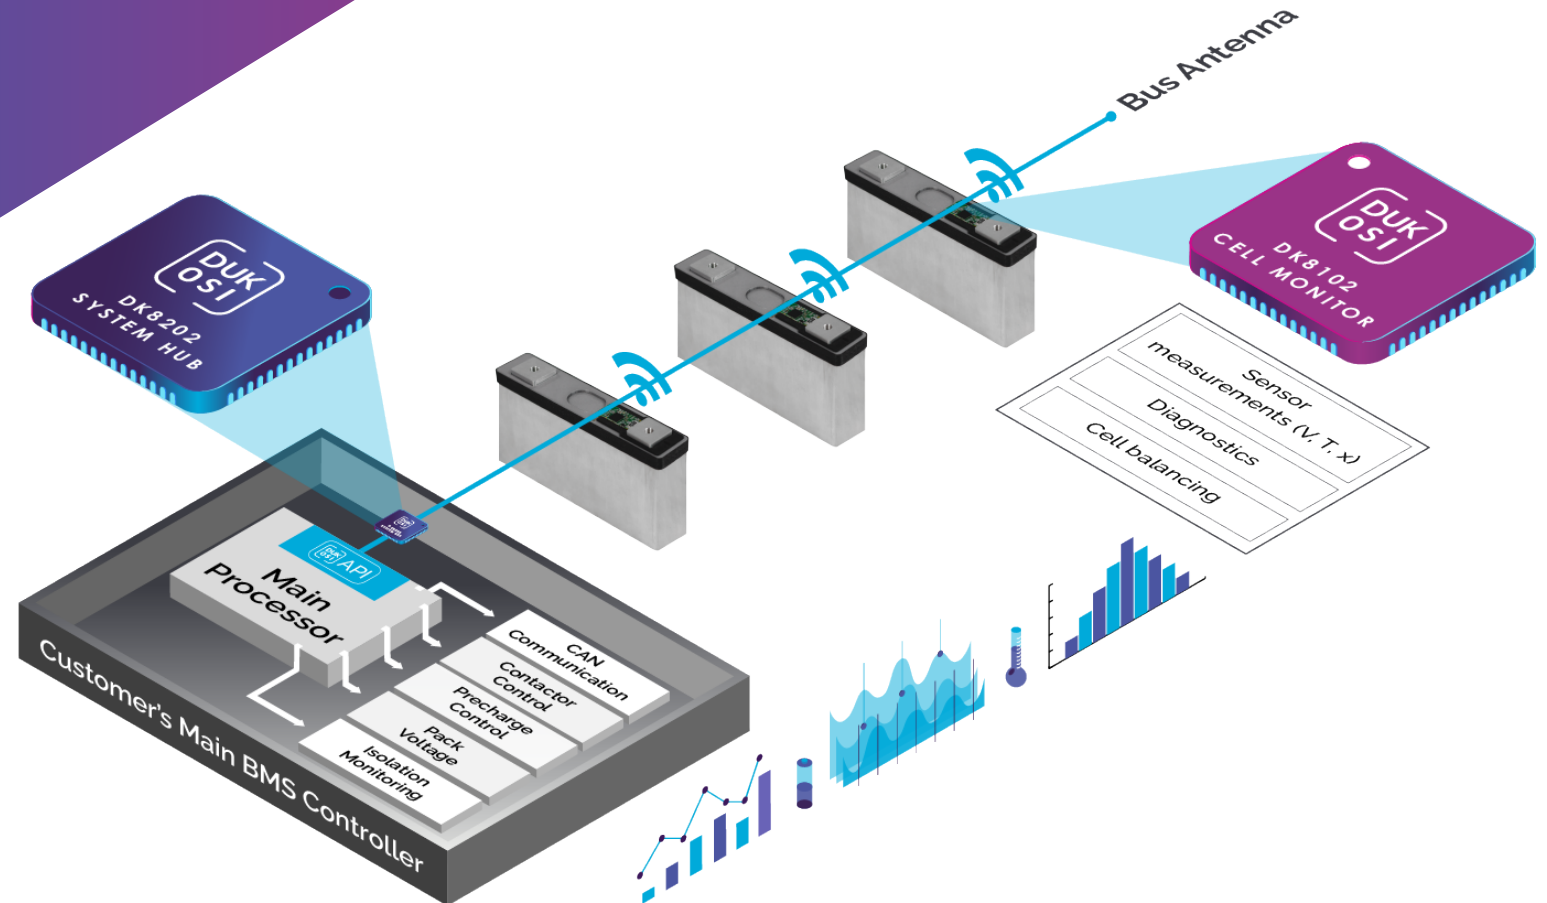 Bus Antenna
DUK
OSI
DK8202
SYSTEM HUB
DUK
OSI
DK8102
CELL MONITOR
Sensor
measurements (V, T, x)
Diagnostics
Cell balancing
DUK
OSI
API
Main
Processor
CAN
Communication
Contactor
Control
Precharge
Control
Pack
Voltage
Isolation
Monitoring
Customer's Main BMS Controller